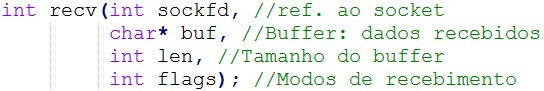 int recv(int sockfd, //ref. ao socket
char* buf, //Buffer: dados recebidos
int len, //Tamanho do buffer
int flags); //Modos de recebimento